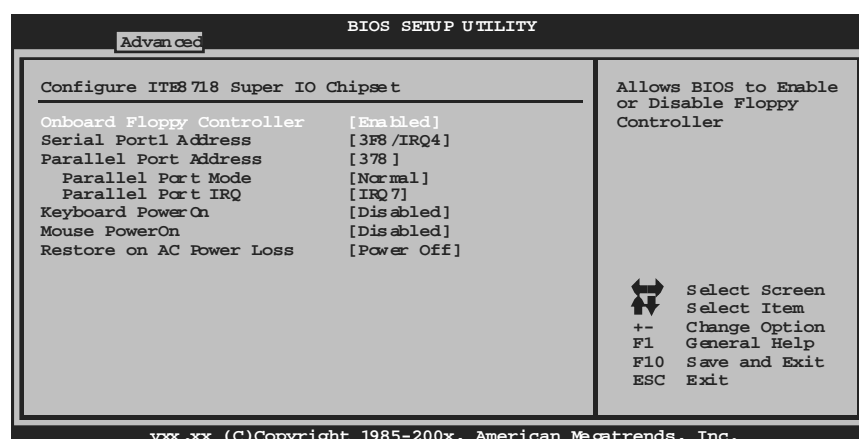 BIOS SETUP UTILITY
Advanced
Configure ITE8718 Super IO Chipset
Onboard Floppy Controller [Enabled]
Serial Port1 Address [3F8/IRQ4]
Parallel Port Address [378]
Parallel Port Mode [Normal]
Parallel Port IRQ [IRQ7]
Keyboard PowerOn [Disabled]
Mouse PowerOn [Disabled]
Restore on AC Power Loss [Power Off]
Allows BIOS to Enable
or Disable Floppy
Controller
Select Screen
Select Item
+- Change Option
F1 General Help
F10 Save and Exit
ESC Exit
vxx.xx (C)Copyright 1985-200x, American Megatrends, Inc.